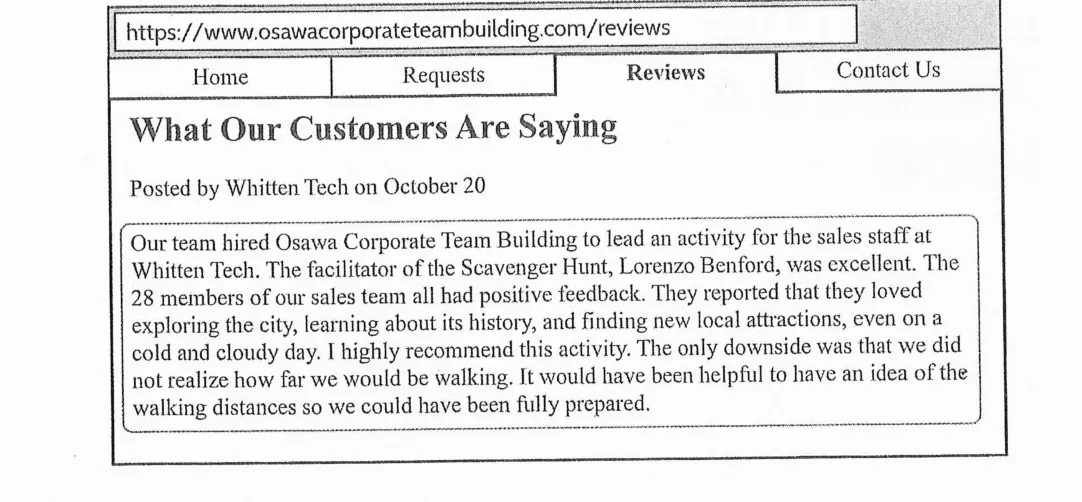 https://www.osawacorporateteambuilding.com/reviews
Home Requests Reviews Contact Us
What Our Customers Are Saying
Posted by Whitten Tech on October 20
Our team hired Osawa Corporate Team Building to lead an activity for the sales staff at
Whitten Tech. The facilitator of the Scavenger Hunt, Lorenzo Benford, was excellent. The
28 members of our sales team all had positive feedback. They reported that they loved
exploring the city, learning about its history, and finding new local attractions, even on a
cold and cloudy day. I highly recommend this activity. The only downside was that we did
not realize how far we would be walking. It would have been helpful to have an idea of the
walking distances so we could have been fully prepared.